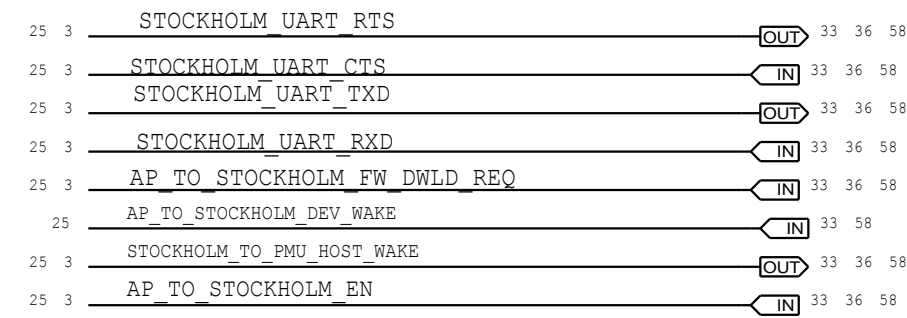 25 3 STOCKHOLM_UART_RTS OUT 33 36 58
25 3 STOCKHOLM_UART_CTS IN 33 36 58
25 3 STOCKHOLM_UART_TXD OUT 33 36 58
25 3 STOCKHOLM_UART_RXD IN 33 36 58
25 3 AP_TO_STOCKHOLM_FW_DWLD_REQ IN 33 36 58
25 AP_TO_STOCKHOLM_DEV_WAKE IN 33 58
25 3 STOCKHOLM_TO_PMU_HOST_WAKE OUT 33 36 58
25 3 AP_TO_STOCKHOLM_EN IN 33 36 58